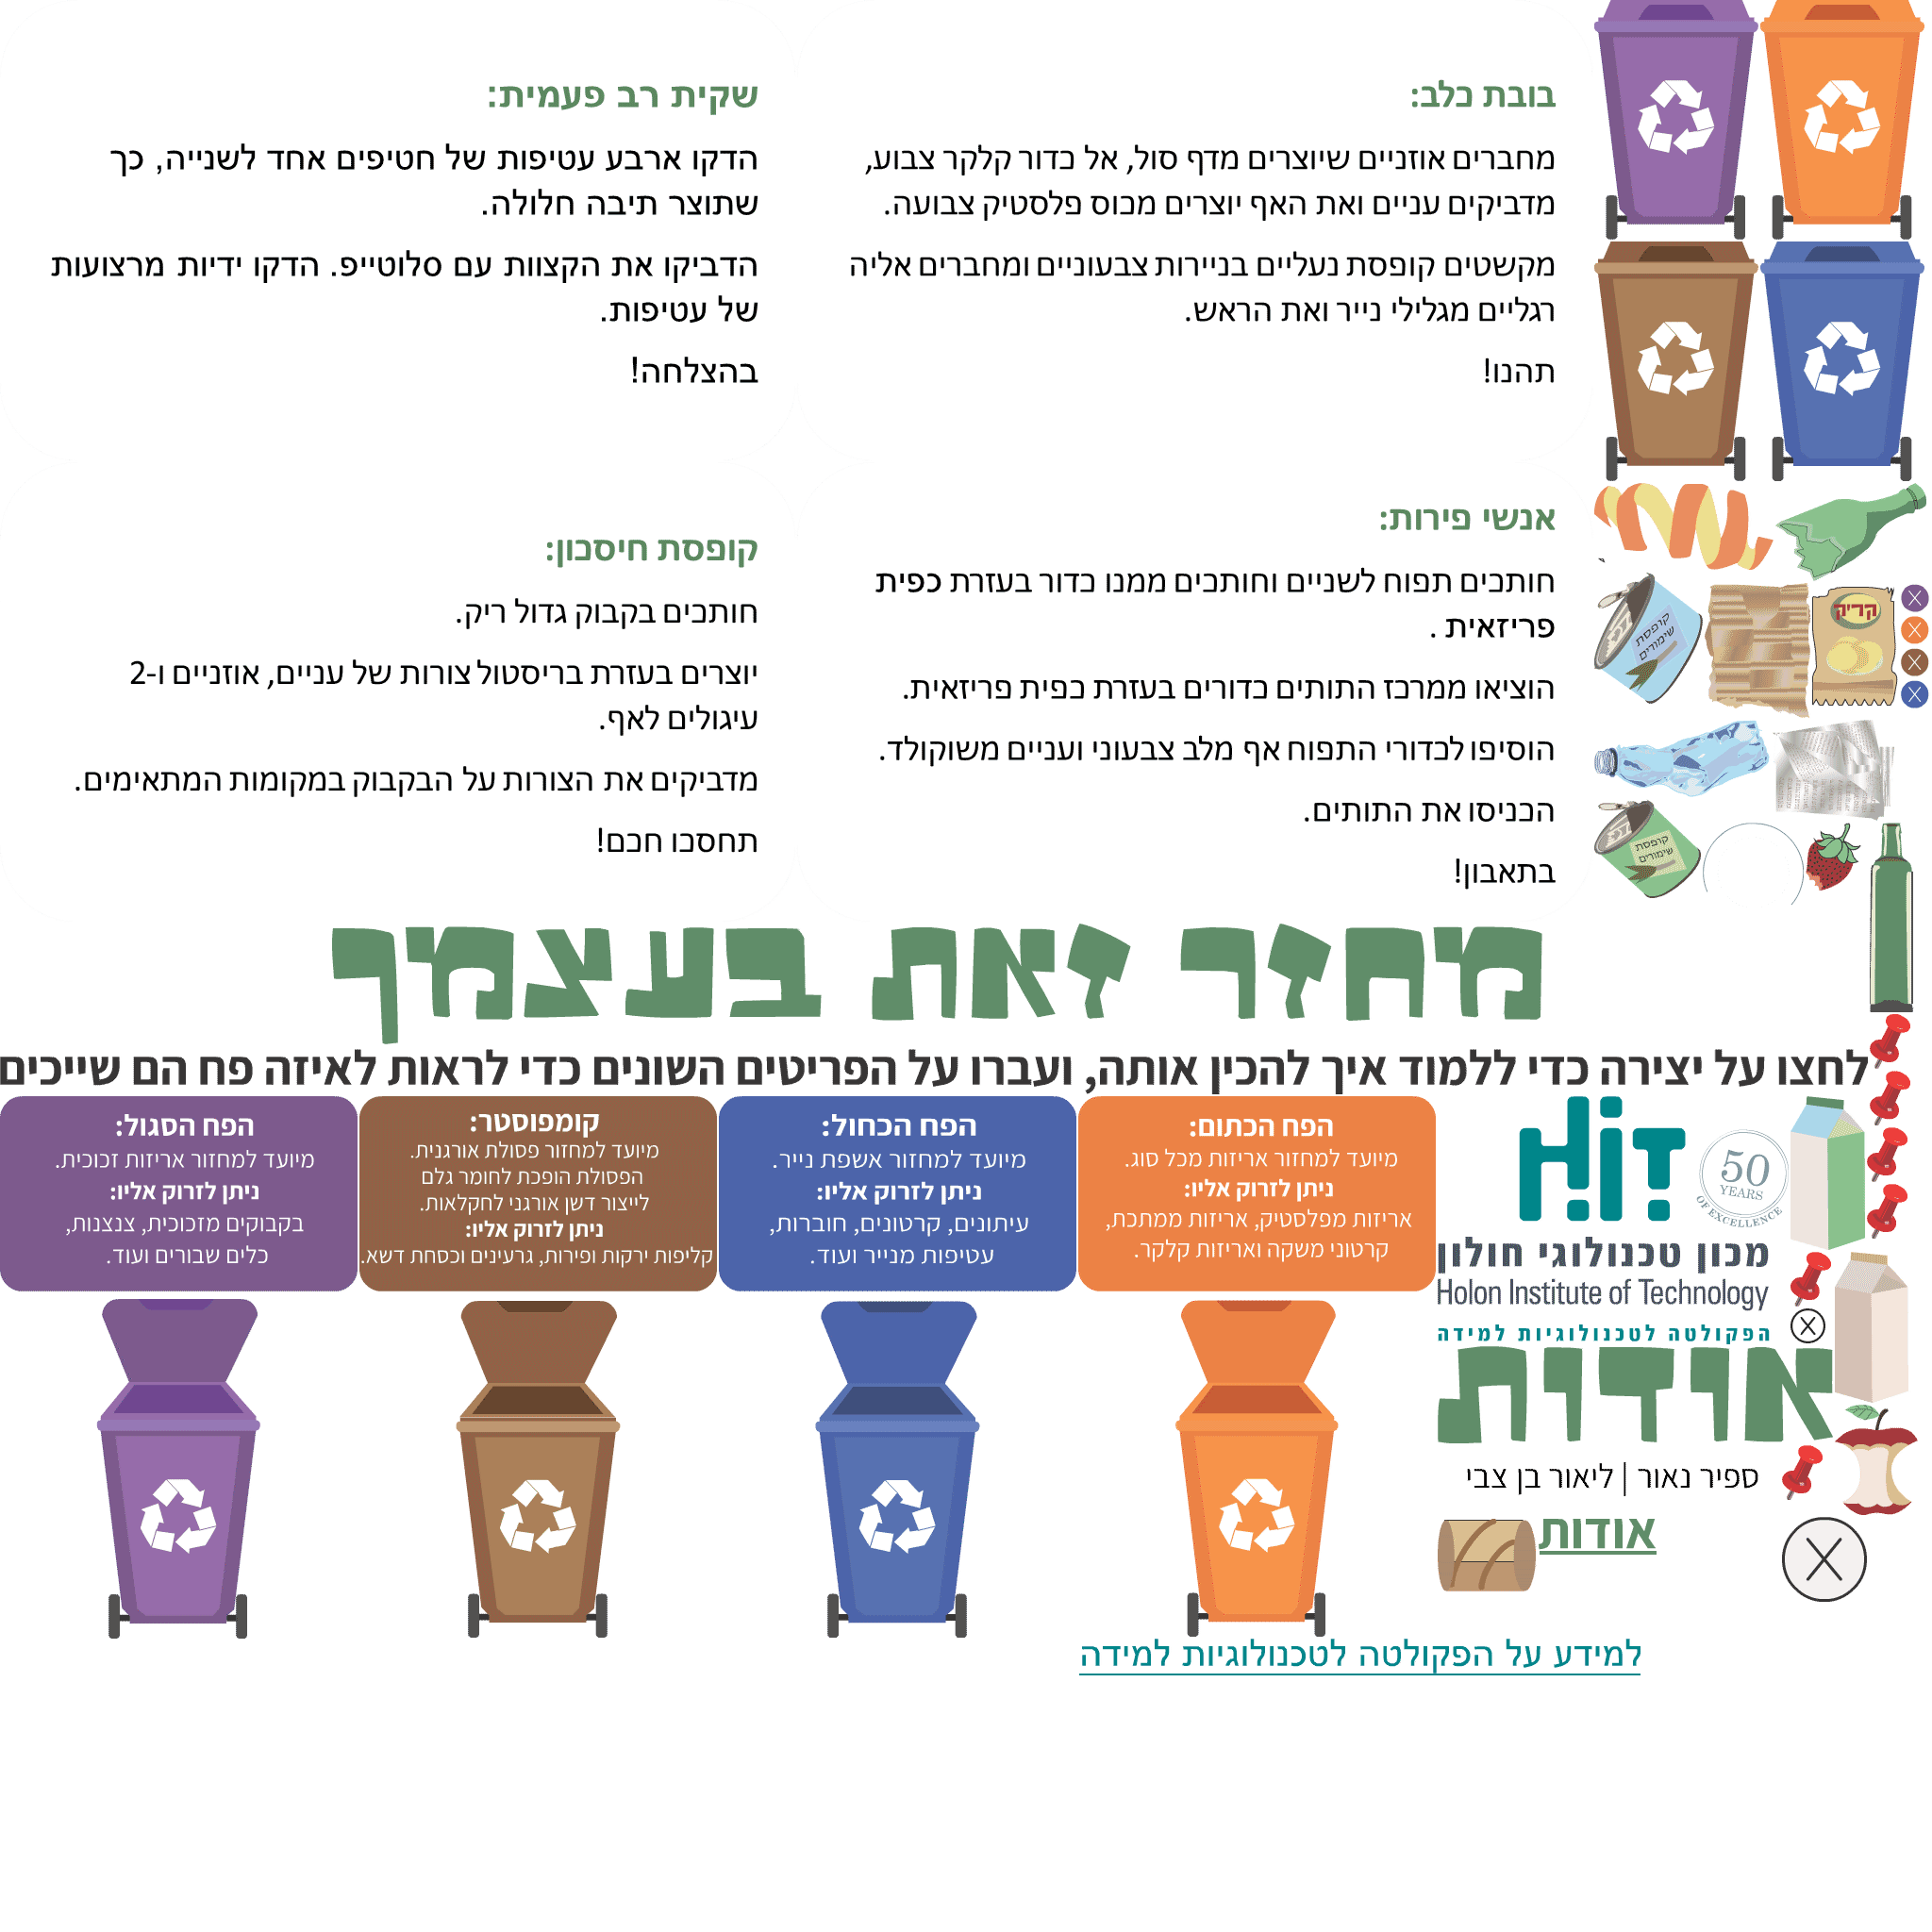 בובת כלב:
מחברים אוזניים שיוצרים מדף סול, אל כדור קלקר צבוע,
מדביקים עניים ואת האף יוצרים מכוס פלסטיק צבועה.
מקשטים קופסת נעליים בניירות צבעוניים ומחברים אליה
רגליים מגלילי נייר ואת הראש.
תהנו!
שקית רב פעמית:
הדקו ארבע עטיפות של חטיפים אחד לשנייה, כך
שתוצר תיבה חלולה.
הדביקו את הקצוות עם סלוטייפ. הדקו ידיות מרצועות
של עטיפות.
בהצלחה!
אנשי פירות:
חותכים תפוח לשניים וחותכים ממנו כדור בעזרת כפית
פריזאית .
הוציאו ממרכז התותים כדורים בעזרת כפית פריזאית.
הוסיפו לכדורי התפוח אף מלב צבעוני ועניים משוקולד.
הכניסו את התותים.
בתאבון!
קופסת חיסכון:
חותכים בקבוק גדול ריק.
יוצרים בעזרת בריסטול צורות של עניים, אוזניים ו-2
עיגולים לאף.
מדביקים את הצורות על הבקבוק במקומות המתאימים.
תחסכו חכם!
קריק
קופסת
שימורים
קופסת
שימורים
מחזר זאת בעצמך
לחצו על יצירה כדי ללמוד איך להכין אותה, ועברו על הפריטים השונים כדי לראות לאיזה פח הם שייכים
הפח הכתום:
מיועד למחזור אריזות מכל סוג.
ניתן לזרוק אליו:
אריזות מפלסטיק, אריזות ממתכת,
קרטוני משקה ואריזות קלקר.
הפח הכחול:
מיועד למחזור אשפת נייר.
ניתן לזרוק אליו:
עיתונים, קרטונים, חוברות,
עטיפות מנייר ועוד.
קומפוסטר:
מיועד למחזור פסולת אורגנית.
הפסולת הופכת לחומר גלם
לייצור דשן אורגני לחקלאות.
ניתן לזרוק אליו:
קליפות ירקות ופירות, גרעינים וכסחת דשא.
הפח הסגול:
מיועד למחזור אריזות זכוכית.
ניתן לזרוק אליו:
בקבוקים מזכוכית, צנצנות,
כלים שבורים ועוד.
HiT
50
YEARS
OF EXCELLENCE
מכון טכנולוגי חולון
Holon Institute of Technology
הפקולטה לטכנולוגיות למידה
אודות
ספיר נאור | ליאור בן צבי
אודות
למידע על הפקולטה לטכנולוגיות למידה